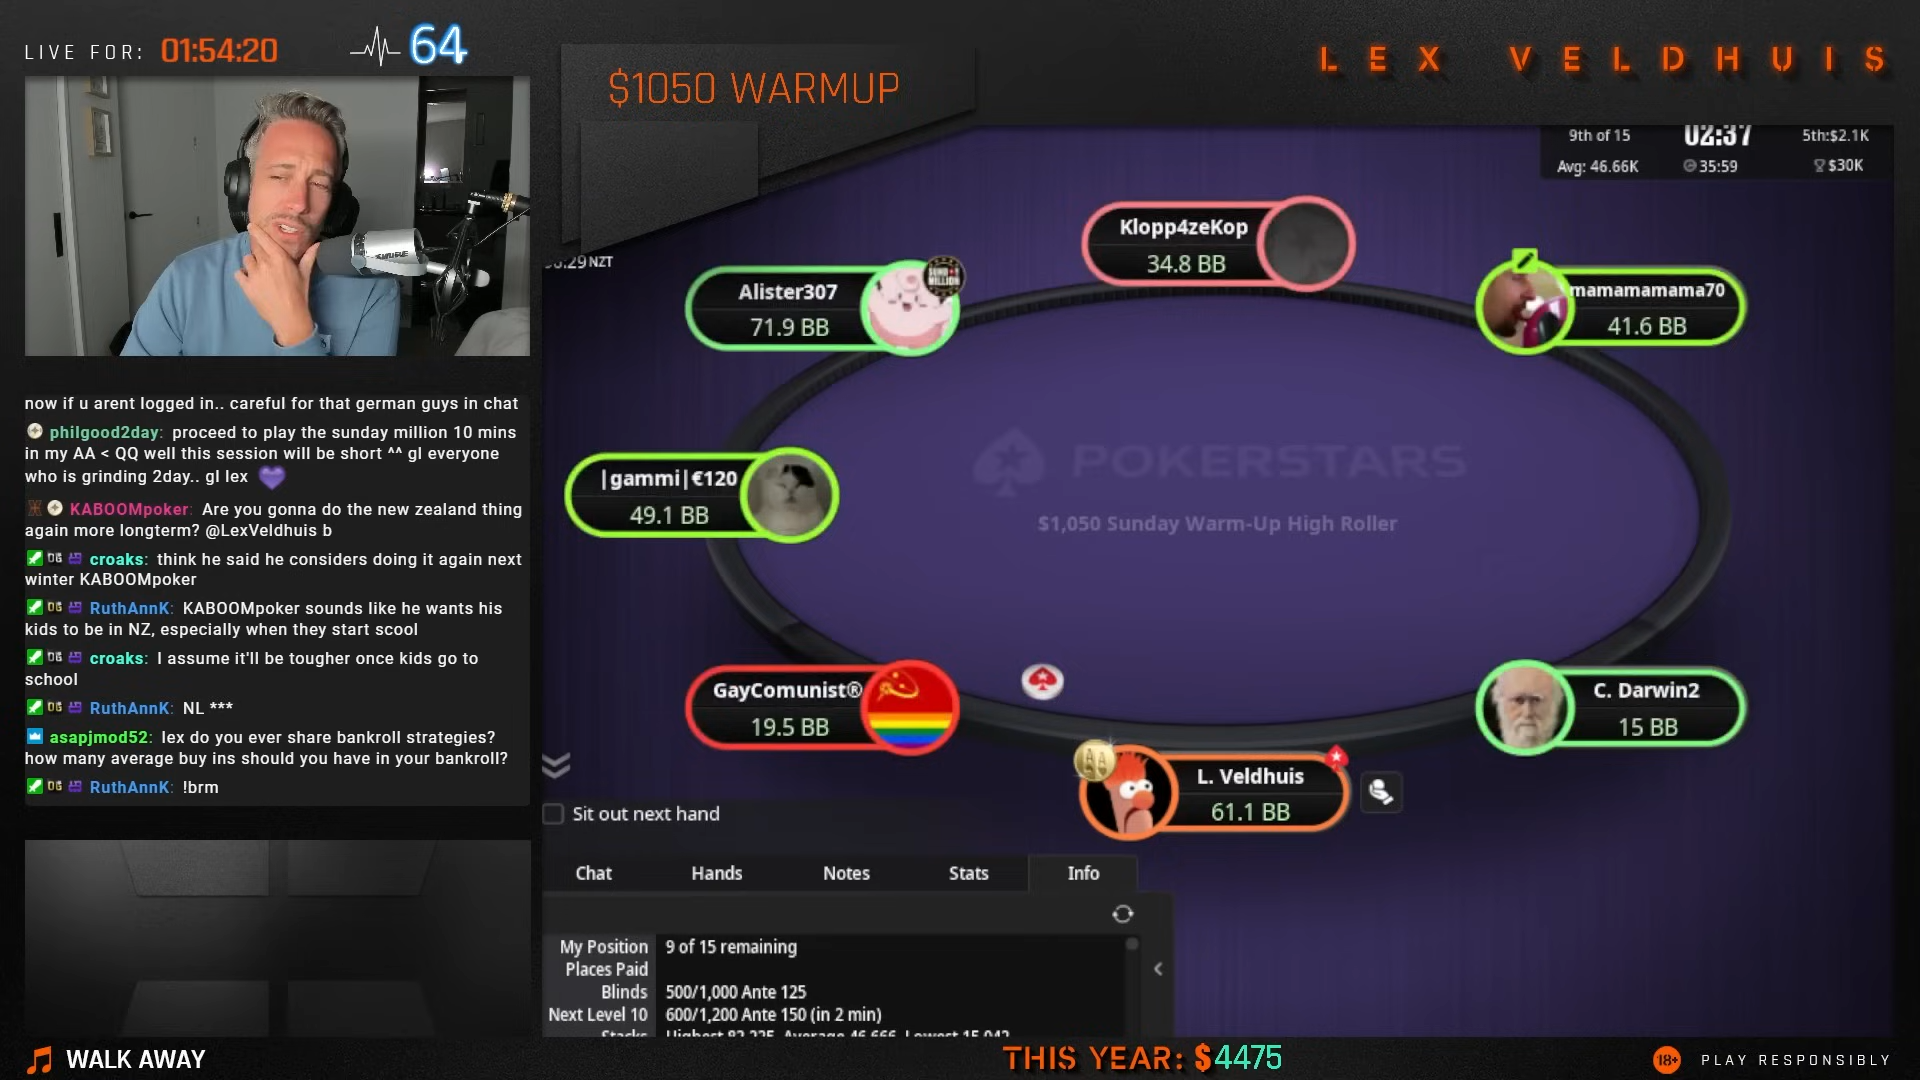 LIVE FOR: 01:54:20 64
$1050 WARMUP
LEX VELDHUIS
now if u arent logged in.. careful for that german guys in chat
philgood2day: proceed to play the sunday million 10 mins
in my AA < QQ well this session will be short ^^ gl everyone
who is grinding 2day.. gl lex
KABOOMpoker: Are you gonna do the new zealand thing
again more longterm? @LexVeldhuis b
croaks: think he said he considers doing it again next
winter KABOOMpoker
RuthAnnK: KABOOMpoker sounds like he wants his
kids to be in NZ, especially when they start scool
croaks: I assume it'll be tougher once kids go to
school
RuthAnnK: NL ***
asapjmod52: lex do you ever share bankroll strategies?
how many average buy ins should you have in your bankroll?
RuthAnnK: !brm
9th of 15 02:37 5th:$2.1K
Avg: 46.66K 35:59 $30K
NZT
Klopp4zeKop
34.8 BB
Alister307
71.9 BB
SUNDAY MILLION
mamamamama70
41.6 BB
|gammi|€120
49.1 BB
POKERSTARS
$1,050 Sunday Warm-Up High Roller
GayComunist®
19.5 BB
C. Darwin2
15 BB
L. Veldhuis
61.1 BB
SHURE
Sit out next hand
Chat Hands Notes Stats Info
My Position 9 of 15 remaining
Places Paid
Blinds 500/1,000 Ante 125
Next Level 10 600/1,200 Ante 150 (in 2 min)
WALK AWAY
THIS YEAR: $4475
18+ PLAY RESPONSIBLY